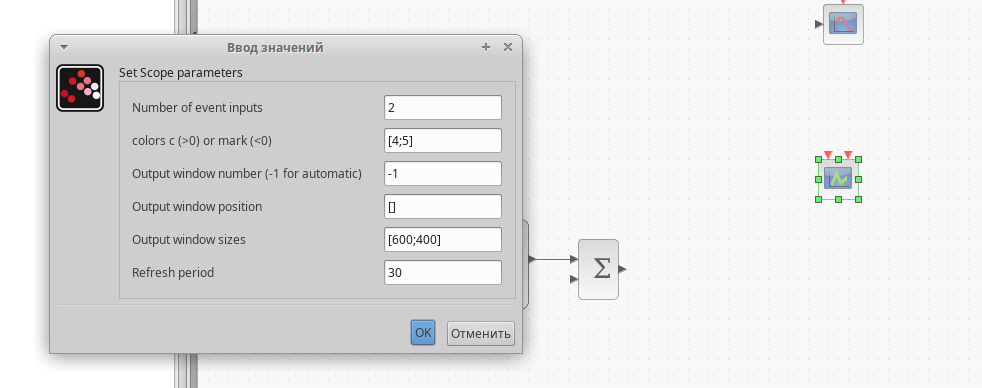 Ввод значений
Set Scope parameters
Number of event inputs 2
colors c (>0) or mark (<0) [4;5]
Output window number (-1 for automatic) -1
Output window position []
Output window sizes [600;400]
Refresh period 30
OK Отменить
Σ